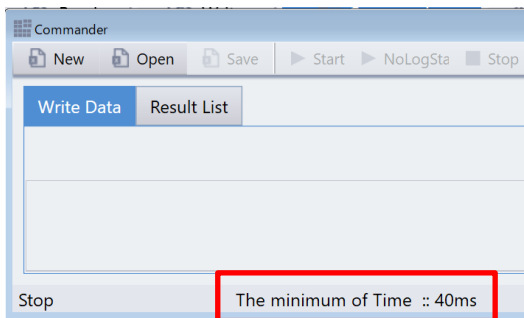 Commander
New Open Save Start NoLogSta Stop
Write Data Result List
Stop The minimum of Time :: 40ms